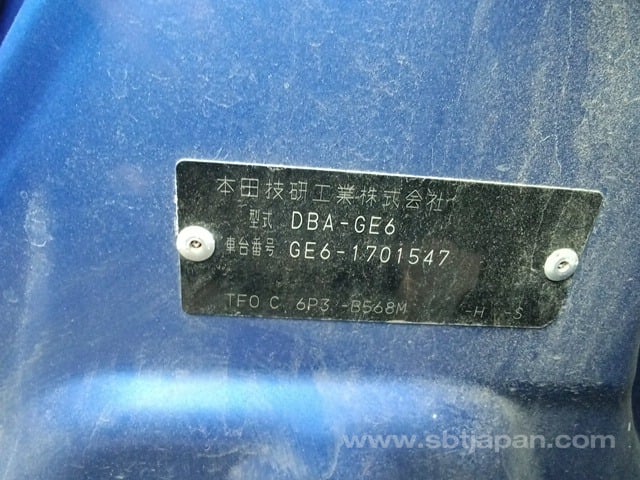 本田技研工業株式会社
型式 DBA-GE6
車台番号 GE6-1701547
TFO C 6P3 -B568M -H -S
www.sbtjapan.com